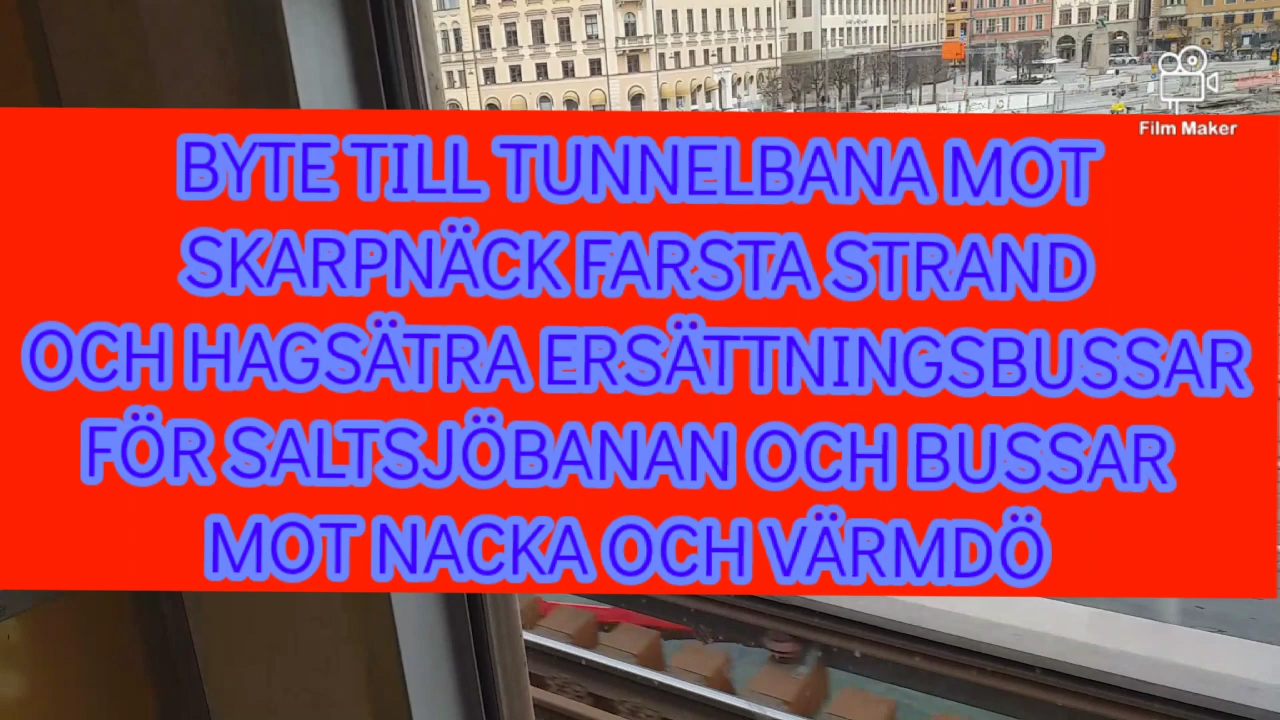 Film Maker
BYTE TILL TUNNELBANA MOT
SKARPNÄCK FARSTA STRAND
OCH HAGSÄTRA ERSÄTTNINGSBUSSAR
FÖR SALTSJÖBANAN OCH BUSSAR
MOT NACKA OCH VÄRMDÖ